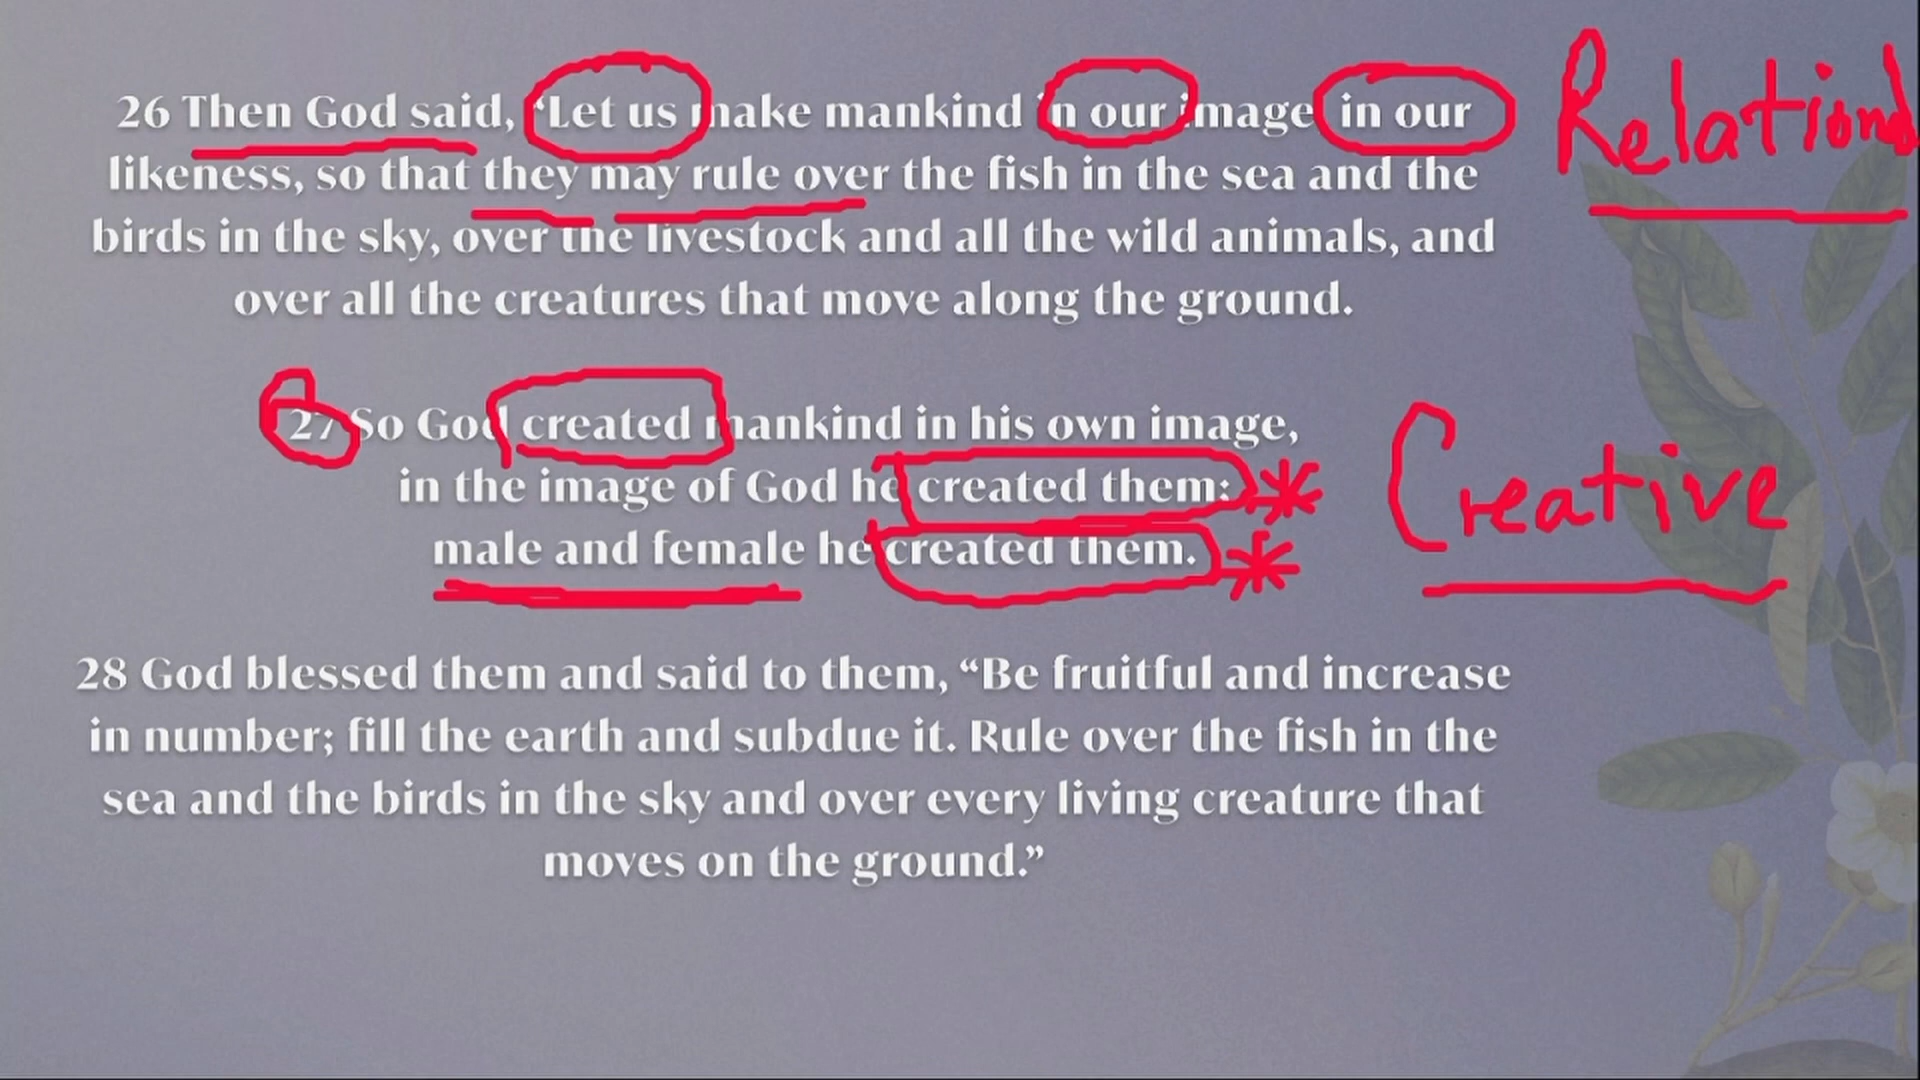 26 Then God said, “Let us make mankind in our image, in our
likeness, so that they may rule over the fish in the sea and the
birds in the sky, over the livestock and all the wild animals, and
over all the creatures that move along the ground.
Relational
27 So God created mankind in his own image,
in the image of God he created them:*
male and female he created them.*
Creative
28 God blessed them and said to them, “Be fruitful and increase
in number; fill the earth and subdue it. Rule over the fish in the
sea and the birds in the sky and over every living creature that
moves on the ground.”